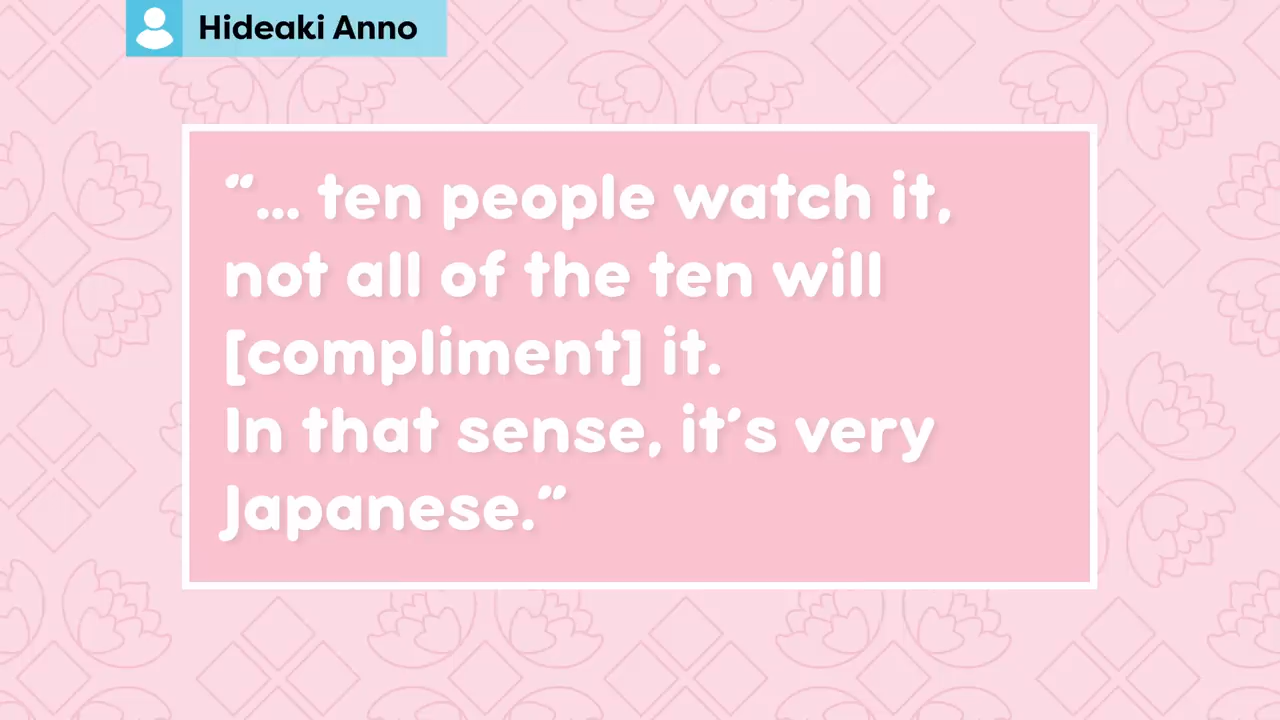 Hideaki Anno
“... ten people watch it,
not all of the ten will
[compliment] it.
In that sense, it’s very
Japanese.”